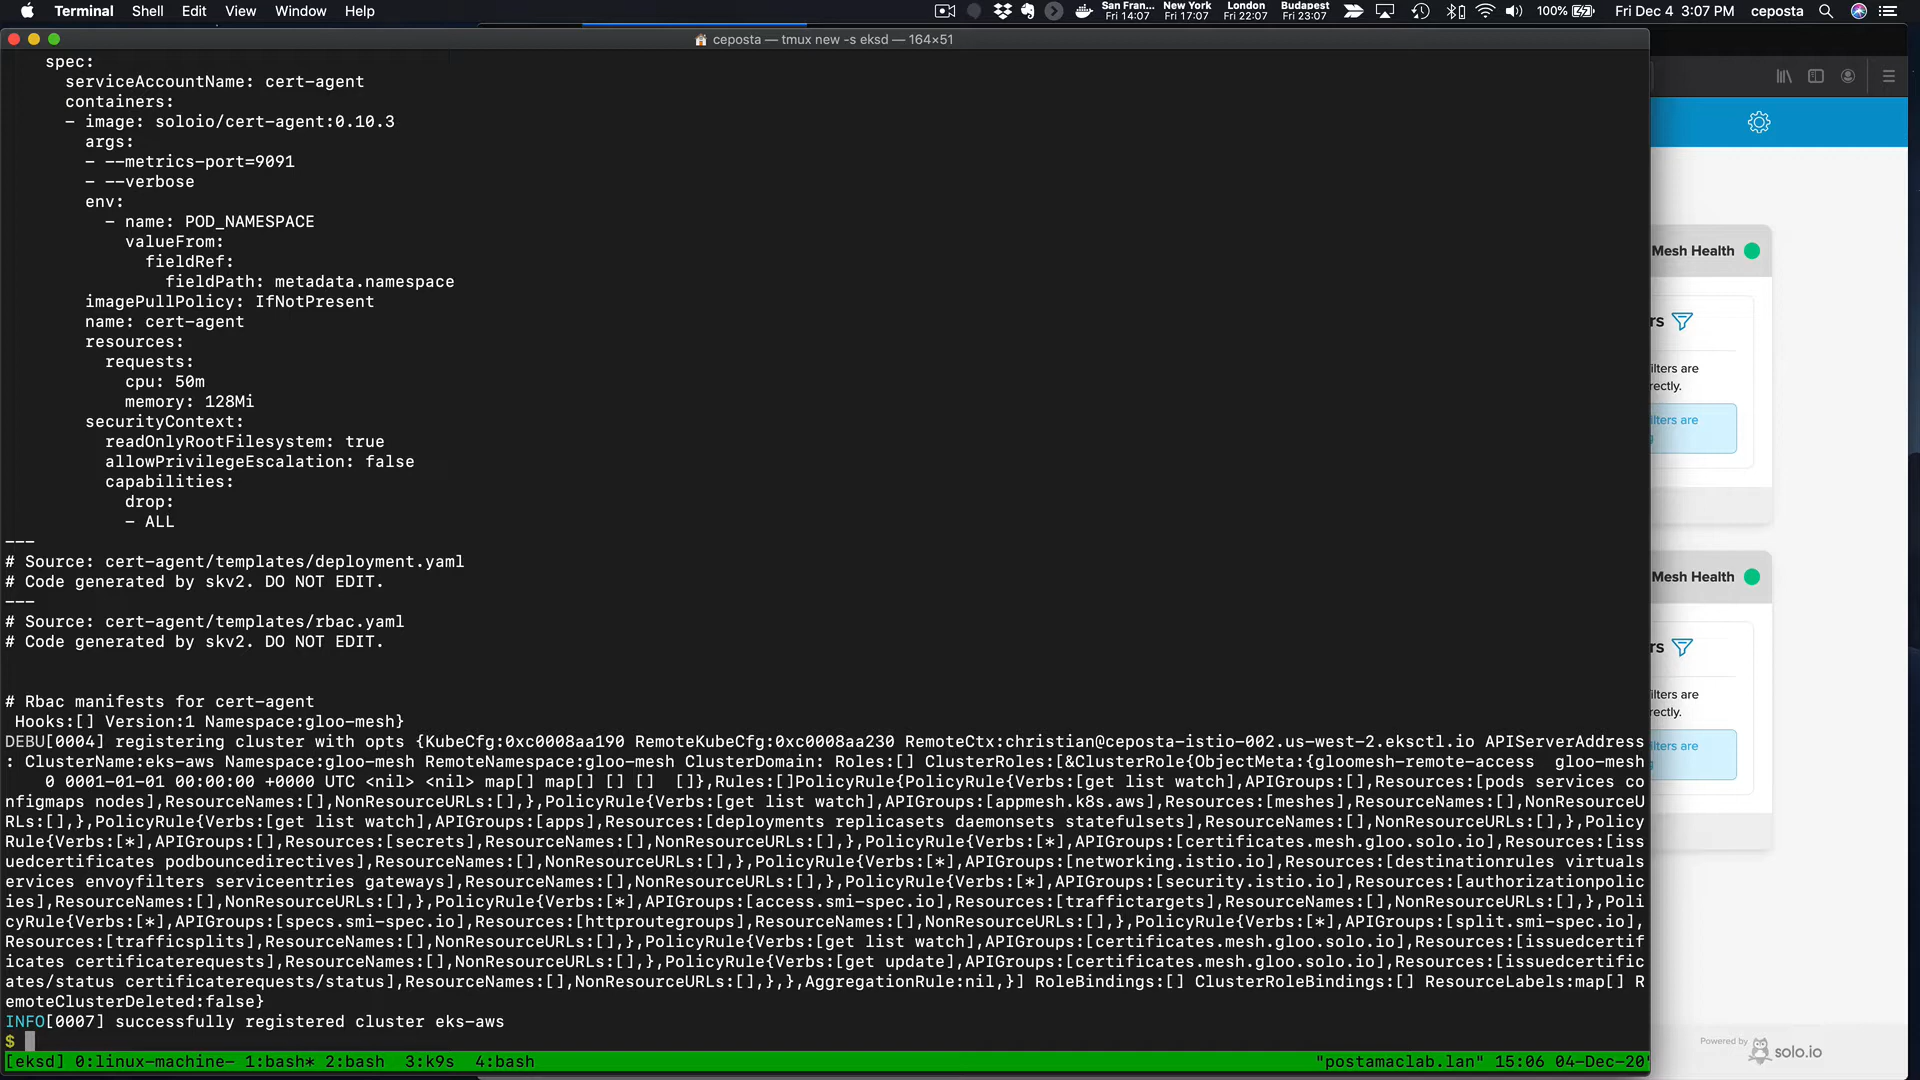 Terminal Shell Edit View Window Help
San Fran... Fri 14:07 New York Fri 17:07 London Fri 22:07 Budapest Fri 23:07 100% Fri Dec 4 3:07 PM ceposta
ceposta — tmux new -s eksd — 164×51
spec:
serviceAccountName: cert-agent
containers:
- image: soloio/cert-agent:0.10.3
args:
- --metrics-port=9091
- --verbose
env:
- name: POD_NAMESPACE
valueFrom:
fieldRef:
fieldPath: metadata.namespace
imagePullPolicy: IfNotPresent
name: cert-agent
resources:
requests:
cpu: 50m
memory: 128Mi
securityContext:
readOnlyRootFilesystem: true
allowPrivilegeEscalation: false
capabilities:
drop:
- ALL
---
# Source: cert-agent/templates/deployment.yaml
# Code generated by skv2. DO NOT EDIT.
---
# Source: cert-agent/templates/rbac.yaml
# Code generated by skv2. DO NOT EDIT.
# Rbac manifests for cert-agent
Hooks:[] Version:1 Namespace:gloo-mesh}
DEBU[0004] registering cluster with opts {KubeCfg:0xc0008aa190 RemoteKubeCfg:0xc0008aa230 RemoteCtx:christian@ceposta-istio-002.us-west-2.eksctl.io APIServerAddress
: ClusterName:eks-aws Namespace:gloo-mesh RemoteNamespace:gloo-mesh ClusterDomain: Roles:[] ClusterRoles:[&ClusterRole{ObjectMeta:{gloomesh-remote-access  gloo-mesh
0 0001-01-01 00:00:00 +0000 UTC <nil> <nil> map[] map[] [] []  []},Rules:[]PolicyRule{PolicyRule{Verbs:[get list watch],APIGroups:[],Resources:[pods services co
nfigmaps nodes],ResourceNames:[],NonResourceURLs:[],},PolicyRule{Verbs:[get list watch],APIGroups:[appmesh.k8s.aws],Resources:[meshes],ResourceNames:[],NonResourceU
RLs:[],},PolicyRule{Verbs:[get list watch],APIGroups:[apps],Resources:[deployments replicasets daemonsets statefulsets],ResourceNames:[],NonResourceURLs:[],},Policy
Rule{Verbs:[*],APIGroups:[],Resources:[secrets],ResourceNames:[],NonResourceURLs:[],},PolicyRule{Verbs:[*],APIGroups:[certificates.mesh.gloo.solo.io],Resources:[iss
uedcertificates podbouncedirectives],ResourceNames:[],NonResourceURLs:[],},PolicyRule{Verbs:[*],APIGroups:[networking.istio.io],Resources:[destinationrules virtuals
ervices envoyfilters serviceentries gateways],ResourceNames:[],NonResourceURLs:[],},PolicyRule{Verbs:[*],APIGroups:[security.istio.io],Resources:[authorizationpolic
ies],ResourceNames:[],NonResourceURLs:[],},PolicyRule{Verbs:[*],APIGroups:[access.smi-spec.io],Resources:[traffictargets],ResourceNames:[],NonResourceURLs:[],},Poli
cyRule{Verbs:[*],APIGroups:[specs.smi-spec.io],Resources:[httproutegroups],ResourceNames:[],NonResourceURLs:[],},PolicyRule{Verbs:[*],APIGroups:[split.smi-spec.io],
Resources:[trafficsplits],ResourceNames:[],NonResourceURLs:[],},PolicyRule{Verbs:[get list watch],APIGroups:[certificates.mesh.gloo.solo.io],Resources:[issuedcertif
icates certificaterequests],ResourceNames:[],NonResourceURLs:[],},PolicyRule{Verbs:[get update],APIGroups:[certificates.mesh.gloo.solo.io],Resources:[issuedcertific
ates/status certificaterequests/status],ResourceNames:[],NonResourceURLs:[],},},AggregationRule:nil,}] RoleBindings:[] ClusterRoleBindings:[] ResourceLabels:map[] R
emoteClusterDeleted:false}
INFO[0007] successfully registered cluster eks-aws
$
[eksd] 0:linux-machine- 1:bash* 2:bash  3:k9s  4:bash "postamaclab.lan" 15:06 04-Dec-20
Mesh Health
rs
ilters are
rectly.
ilters are
Mesh Health
rs
ilters are
rectly.
ilters are
Powered by solo.io